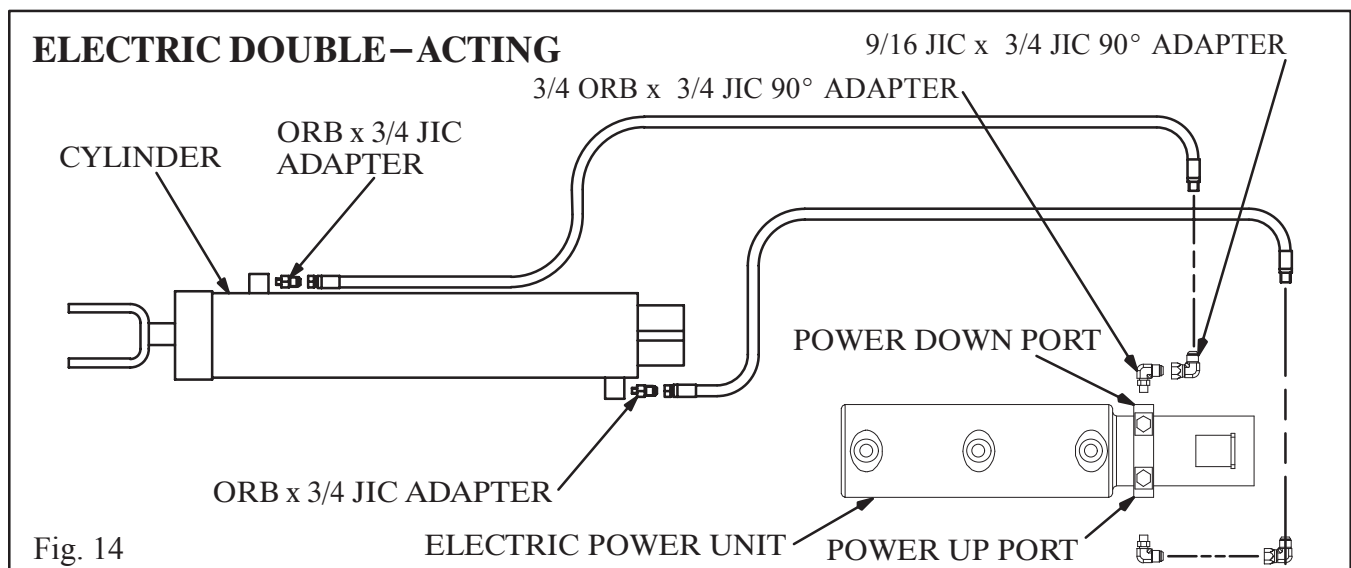 ELECTRIC DOUBLE–ACTING
9/16 JIC x 3/4 JIC 90° ADAPTER
3/4 ORB x 3/4 JIC 90° ADAPTER
ORB x 3/4 JIC
ADAPTER
CYLINDER
POWER DOWN PORT
ORB x 3/4 JIC ADAPTER
ELECTRIC POWER UNIT
POWER UP PORT
Fig. 14